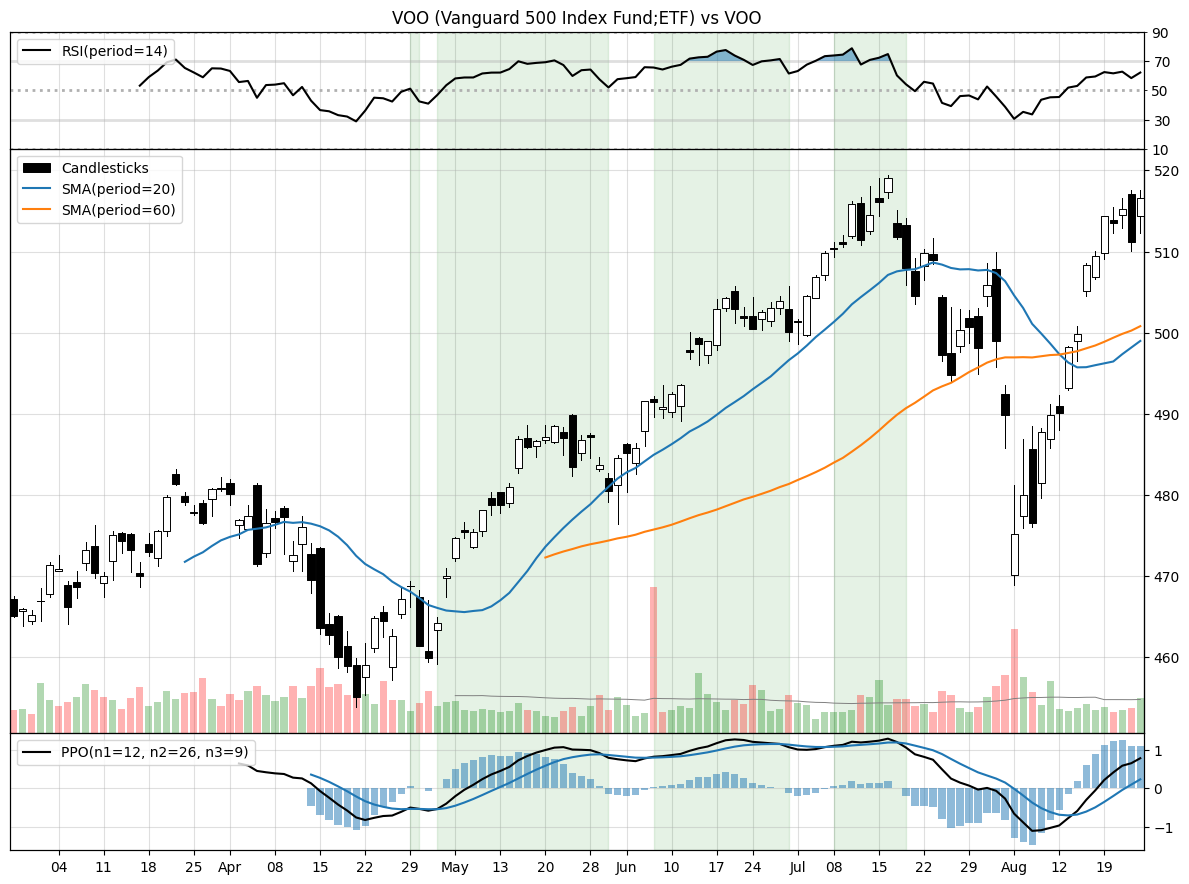 VOO (Vanguard 500 Index Fund;ETF) vs VOO
RSI(period=14)
90
70
50
30
10
Candlesticks
SMA(period=20)
SMA(period=60)
520
510
500
490
480
470
460
PPO(n1=12, n2=26, n3=9)
1
0
−1
04 11 18 25 Apr 08 15 22 29 May 13 20 28 Jun 10 17 24 Jul 08 15 22 29 Aug 12 19